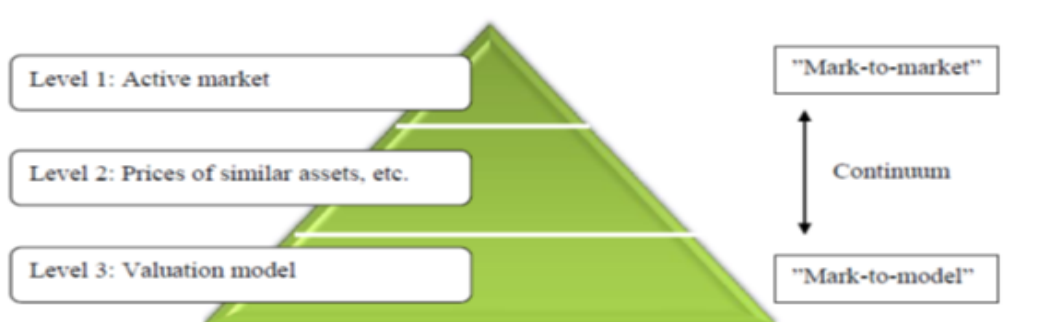 Level 1: Active market
”Mark-to-market”
Level 2: Prices of similar assets, etc.
Continuum
Level 3: Valuation model
”Mark-to-model”